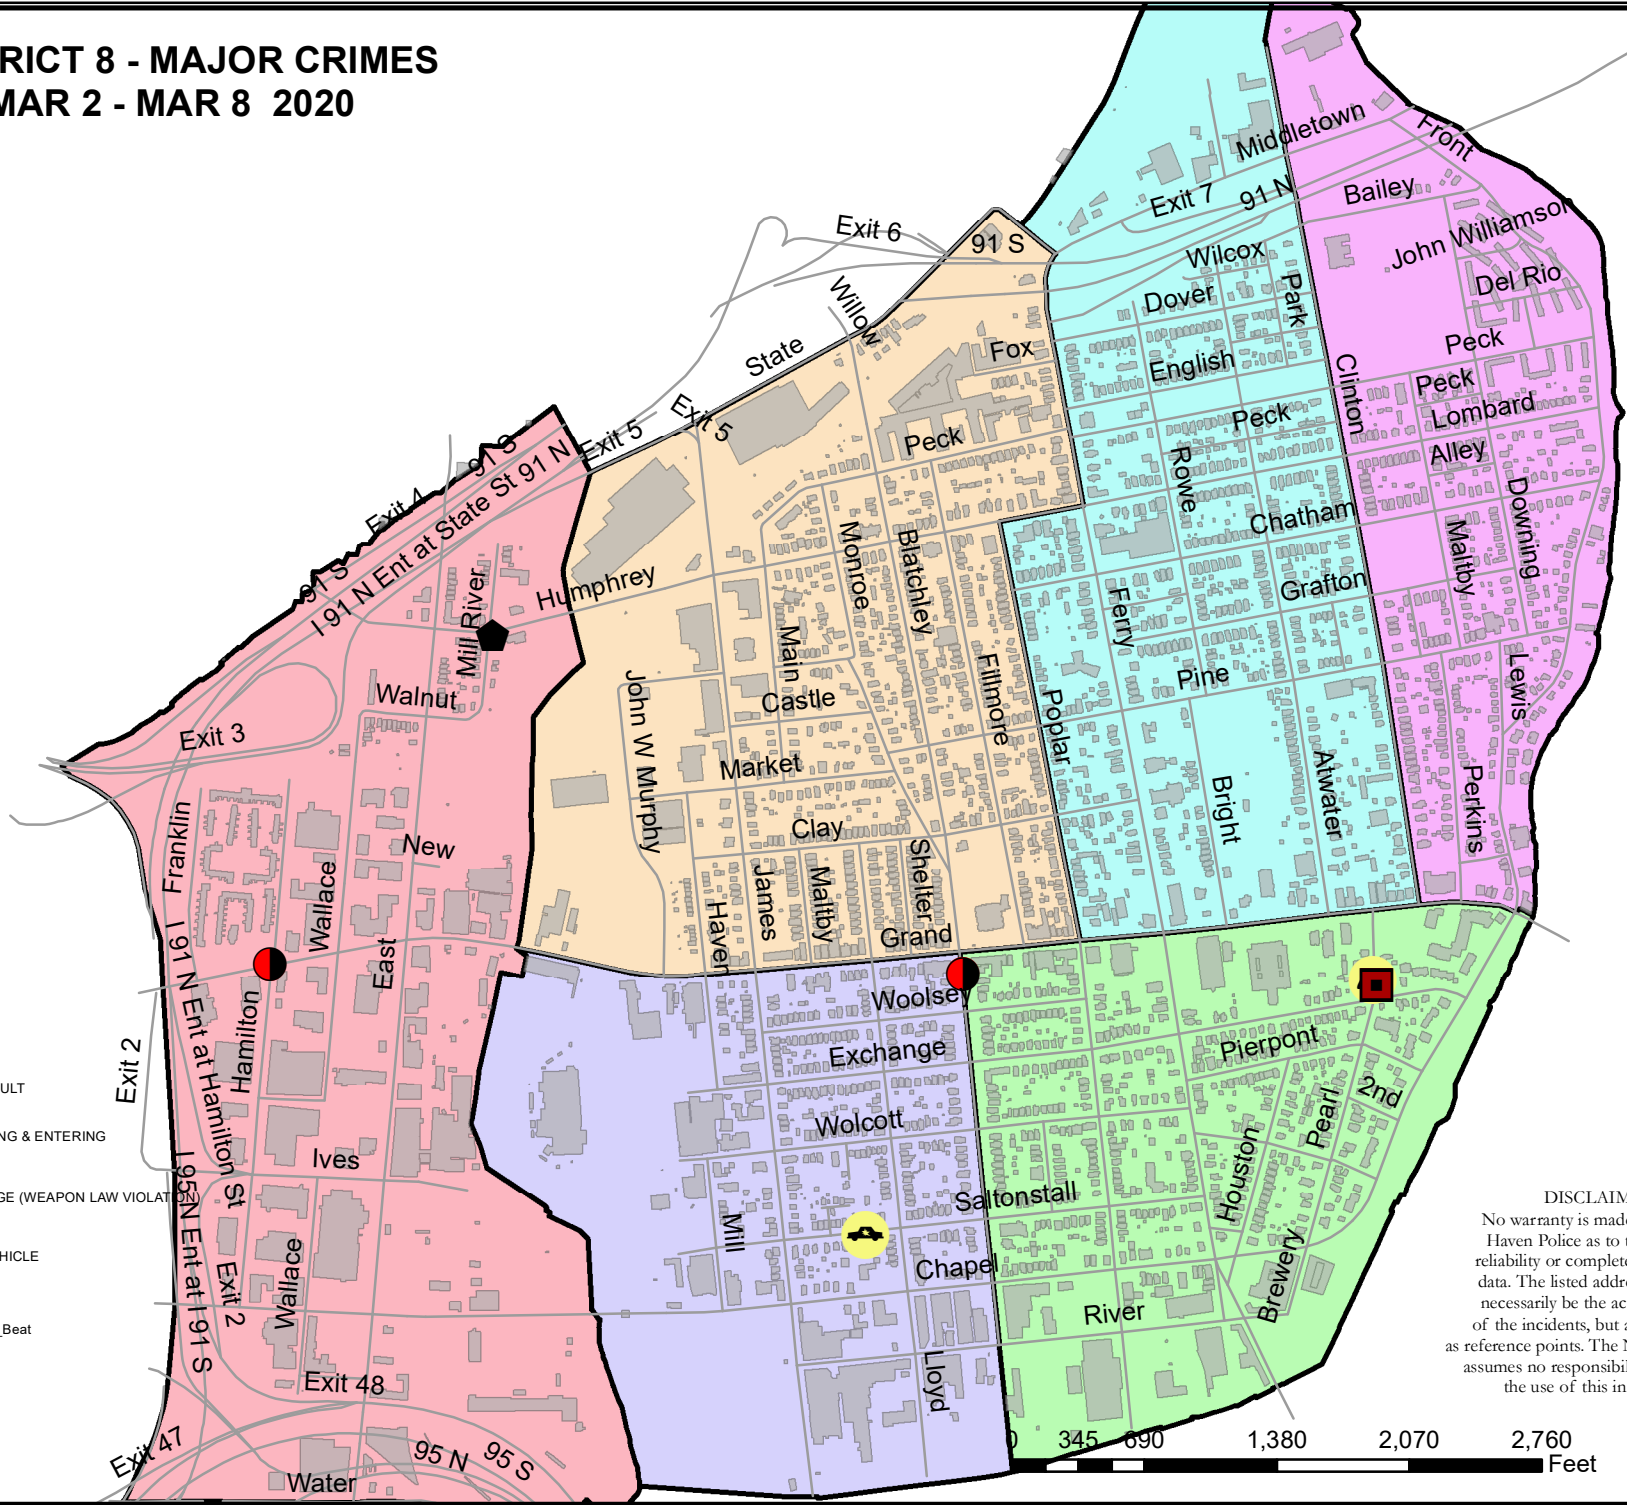 RICT 8 - MAJOR CRIMES
MAR 2 - MAR 8 2020
Middletown
Front
Exit 7
91 N
Bailey
Exit 6
91 S
John Williamson
Wilcox
Del Rio
Dover
Park
Willow
State
Fox
Peck
English
Clinton
Peck
Exit 5
Exit 5
Peck
Lombard
Peck
Alley
91 S
I 91 N Ent at State St 91 N
Exit 4
Rowe
Downing
Chatham
Monroe
Blatchley
Maltby
91 S
Humphrey
Grafton
Ferry
Mill River
Main
Fillmore
Pine
Lewis
Walnut
Castle
Poplar
John W Murphy
Exit 3
Market
Atwater
Bright
Perkins
Franklin
New
Clay
Wallace
James
Maltby
Shelter
Haven
Grand
East
I 91 N Ent at Hamilton St
Hamilton
Woolsey
Exchange
Pierpont
Exit 2
ULT
2nd
Pearl
NG & ENTERING
Wolcott
Houston
Ives
GE (WEAPON LAW VIOLATION)
Saltonstall
I 95N Ent at I 91 S
Mill
HICLE
Exit 2
Wallace
Chapel
Brewery
_Beat
River
Lloyd
Exit 48
Exit 47
95 N
95 S
Water
DISCLAIM
No warranty is made
Haven Police as to t
reliability or complete
data. The listed addre
necessarily be the ac
of the incidents, but a
as reference points. The N
assumes no responsibil
the use of this in
0 345 690 1,380 2,070 2,760
Feet